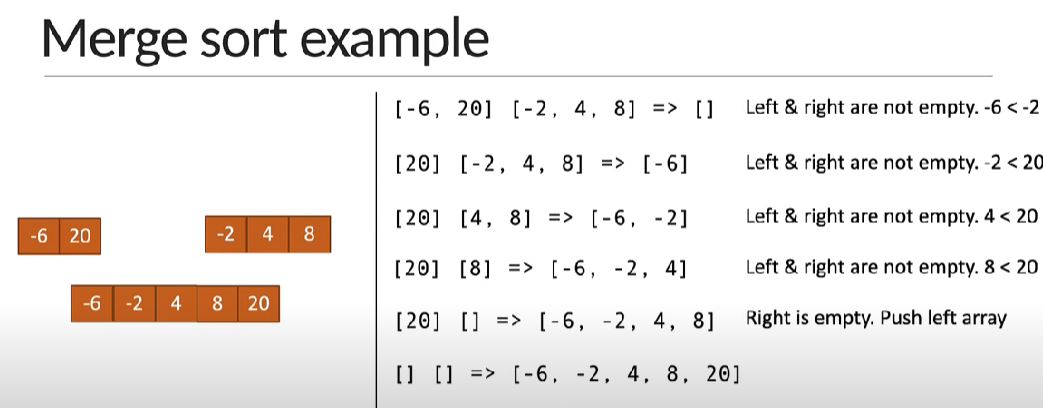 Merge sort example
[-6, 20] [-2, 4, 8] => [] Left & right are not empty. -6 < -2
[20] [-2, 4, 8] => [-6] Left & right are not empty. -2 < 20
[20] [4, 8] => [-6, -2] Left & right are not empty. 4 < 20
[20] [8] => [-6, -2, 4] Left & right are not empty. 8 < 20
[20] [] => [-6, -2, 4, 8] Right is empty. Push left array
[] [] => [-6, -2, 4, 8, 20]
-6 20
-2 4 8
-6 -2 4 8 20